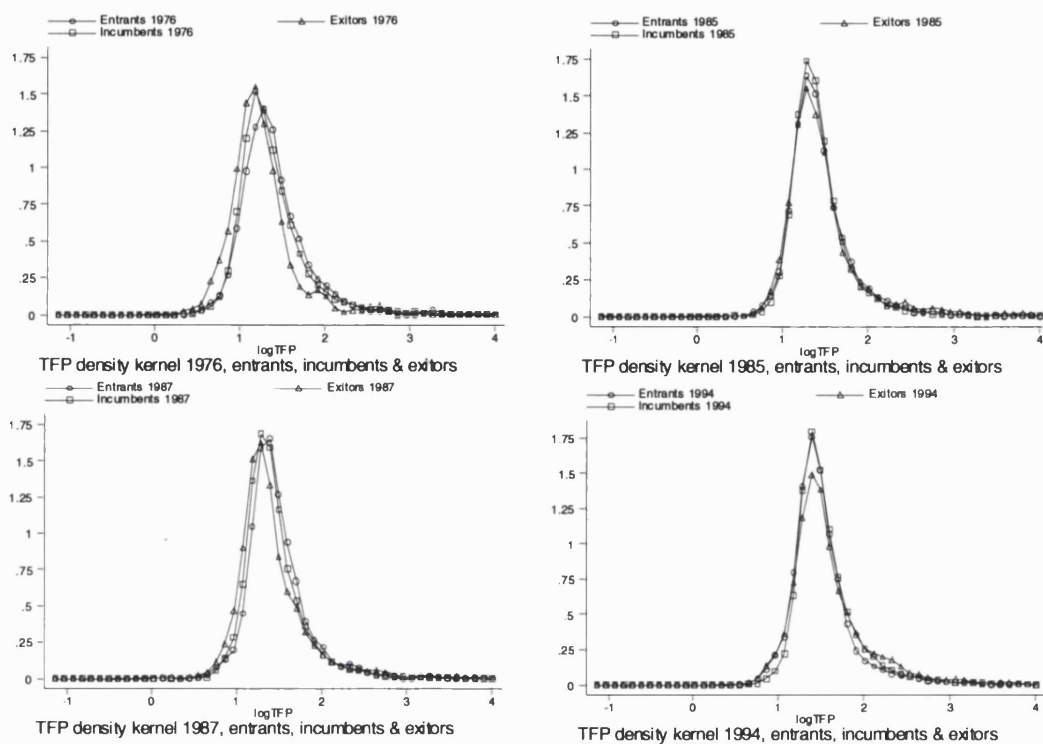 Entrants 1976
Exitors 1976
Incumbents 1976
1.75
1.5
1.25
1
.75
.5
.25
0
-1 0 1 2 3 4
logTFP
TFP density kernel 1976, entrants, incumbents & exitors
Entrants 1985
Exitors 1985
Incumbents 1985
1.75
1.5
1.25
1
.75
.5
.25
0
-1 0 1 2 3 4
logTFP
TFP density kernel 1985, entrants, incumbents & exitors
Entrants 1987
Exitors 1987
Incumbents 1987
1.75
1.5
1.25
1
.75
.5
.25
0
-1 0 1 2 3 4
logTFP
TFP density kernel 1987, entrants, incumbents & exitors
Entrants 1994
Exitors 1994
Incumbents 1994
1.75
1.5
1.25
1
.75
.5
.25
0
-1 0 1 2 3 4
logTFP
TFP density kernel 1994, entrants, incumbents & exitors